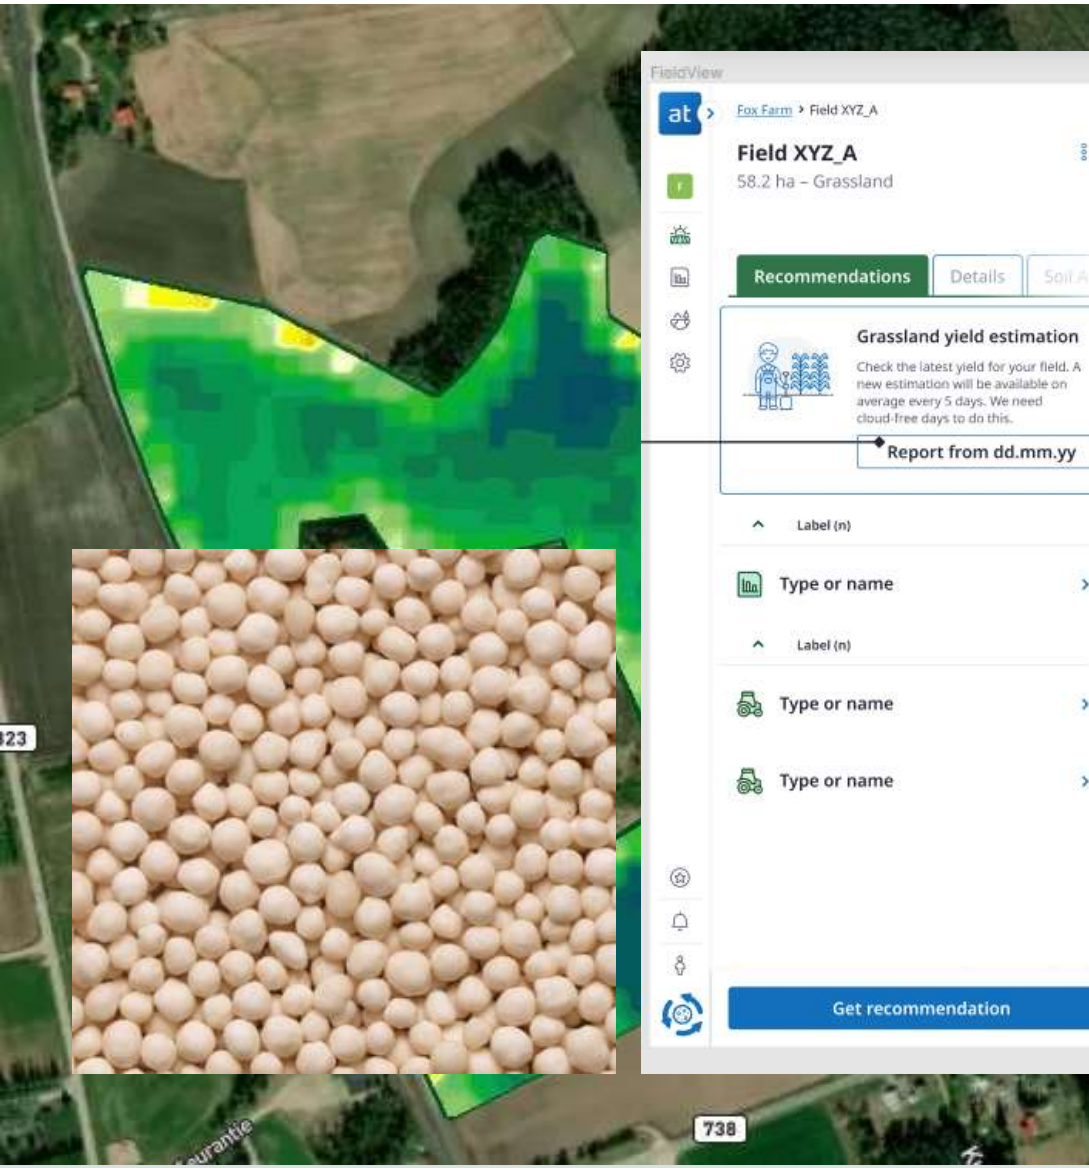 FieldView
at
Fox Farm > Field XYZ_A
Field XYZ_A
58.2 ha – Grassland
F
Recommendations
Details
Soil A
Grassland yield estimation
Check the latest yield for your field. A
new estimation will be available on
average every 5 days. We need
cloud-free days to do this.
Report from dd.mm.yy
Label (n)
Type or name
Label (n)
Type or name
323
Type or name
Get recommendation
738
eurantie